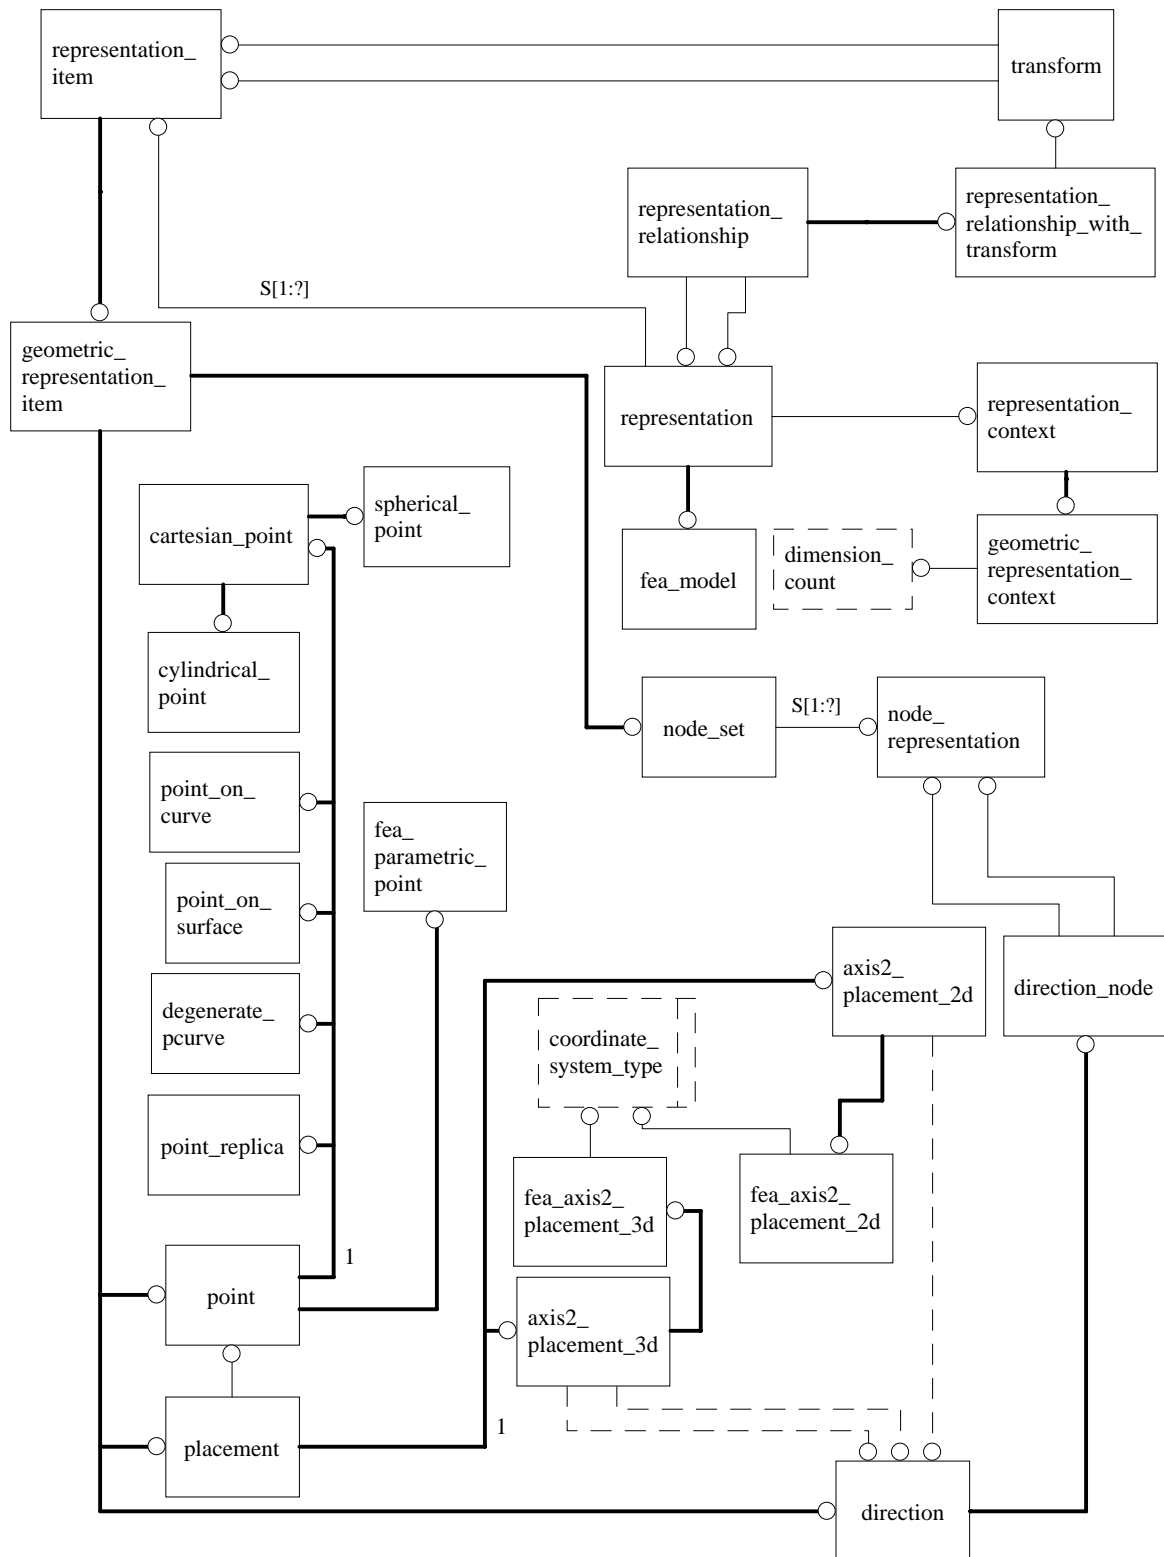 representation_
item
transform
representation_
relationship
representation_
relationship_with_
transform
S[1:?]
geometric_
representation_
item
representation
representation_
context
cartesian_point
spherical_
point
fea_model
dimension_
count
geometric_
representation_
context
cylindrical_
point
node_set
S[1:?]
node_
representation
point_on_
curve
fea_
parametric_
point
point_on_
surface
axis2_
placement_2d
direction_node
degenerate_
pcurve
coordinate_
system_type
point_replica
fea_axis2_
placement_3d
fea_axis2_
placement_2d
1
point
axis2_
placement_3d
placement
1
direction